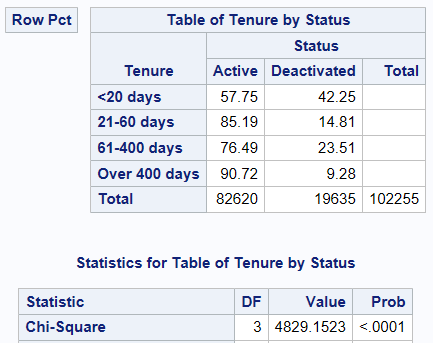 Row Pct
Table of Tenure by Status
Status
Tenure Active Deactivated Total
<20 days 57.75 42.25
21-60 days 85.19 14.81
61-400 days 76.49 23.51
Over 400 days 90.72 9.28
Total 82620 19635 102255
Statistics for Table of Tenure by Status
Statistic DF Value Prob
Chi-Square 3 4829.1523 <.0001